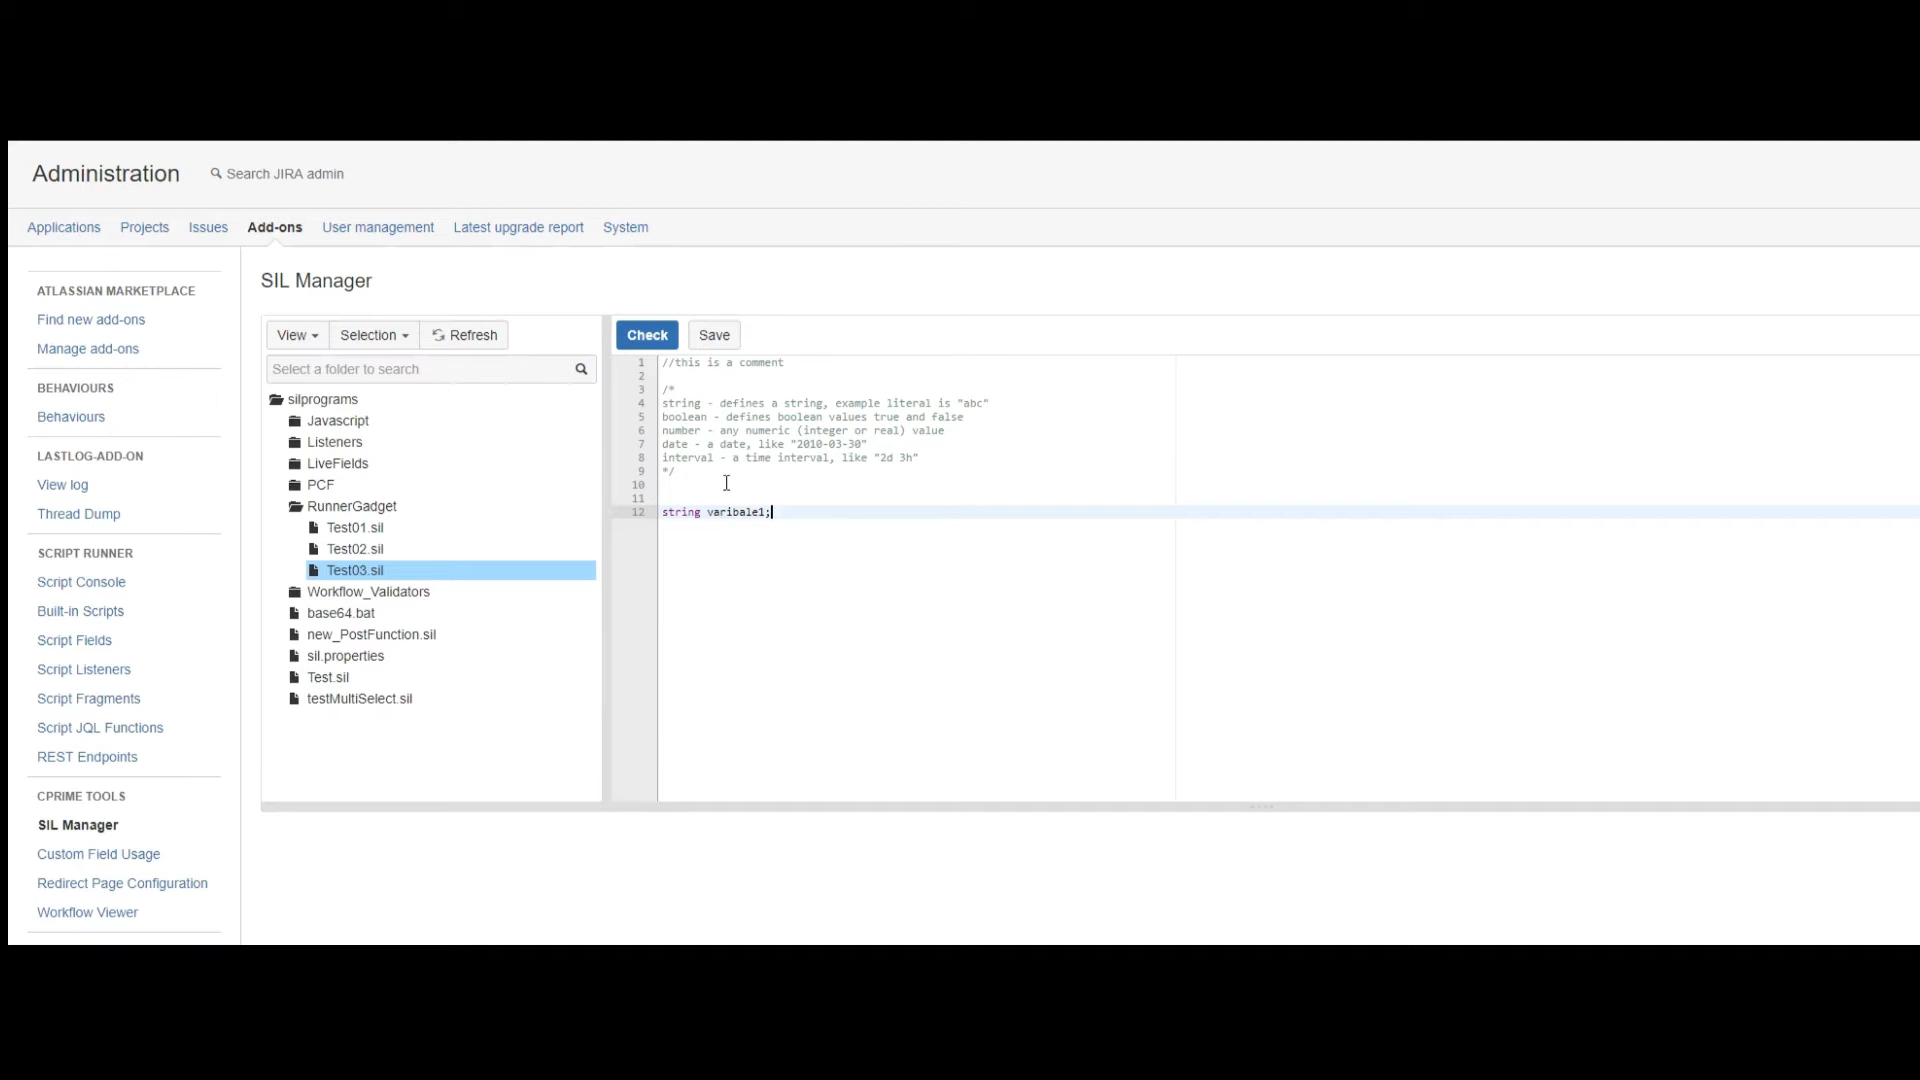 Administration
Search JIRA admin
Applications Projects Issues Add-ons User management Latest upgrade report System
ATLASSIAN MARKETPLACE
Find new add-ons
Manage add-ons
BEHAVIOURS
Behaviours
LASTLOG-ADD-ON
View log
Thread Dump
SCRIPT RUNNER
Script Console
Built-in Scripts
Script Fields
Script Listeners
Script Fragments
Script JQL Functions
REST Endpoints
CPRIME TOOLS
SIL Manager
Custom Field Usage
Redirect Page Configuration
Workflow Viewer
SIL Manager
View Selection Refresh
Select a folder to search
silprograms
Javascript
Listeners
LiveFields
PCF
RunnerGadget
Test01.sil
Test02.sil
Test03.sil
Workflow_Validators
base64.bat
new_PostFunction.sil
sil.properties
Test.sil
testMultiSelect.sil
Check Save
1 //this is a comment
2
3 /*
4 string - defines a string, example literal is "abc"
5 boolean - defines boolean values true and false
6 number - any numeric (integer or real) value
7 date - a date, like "2010-03-30"
8 interval - a time interval, like "2d 3h"
9 */
10
11
12 string varibale1;